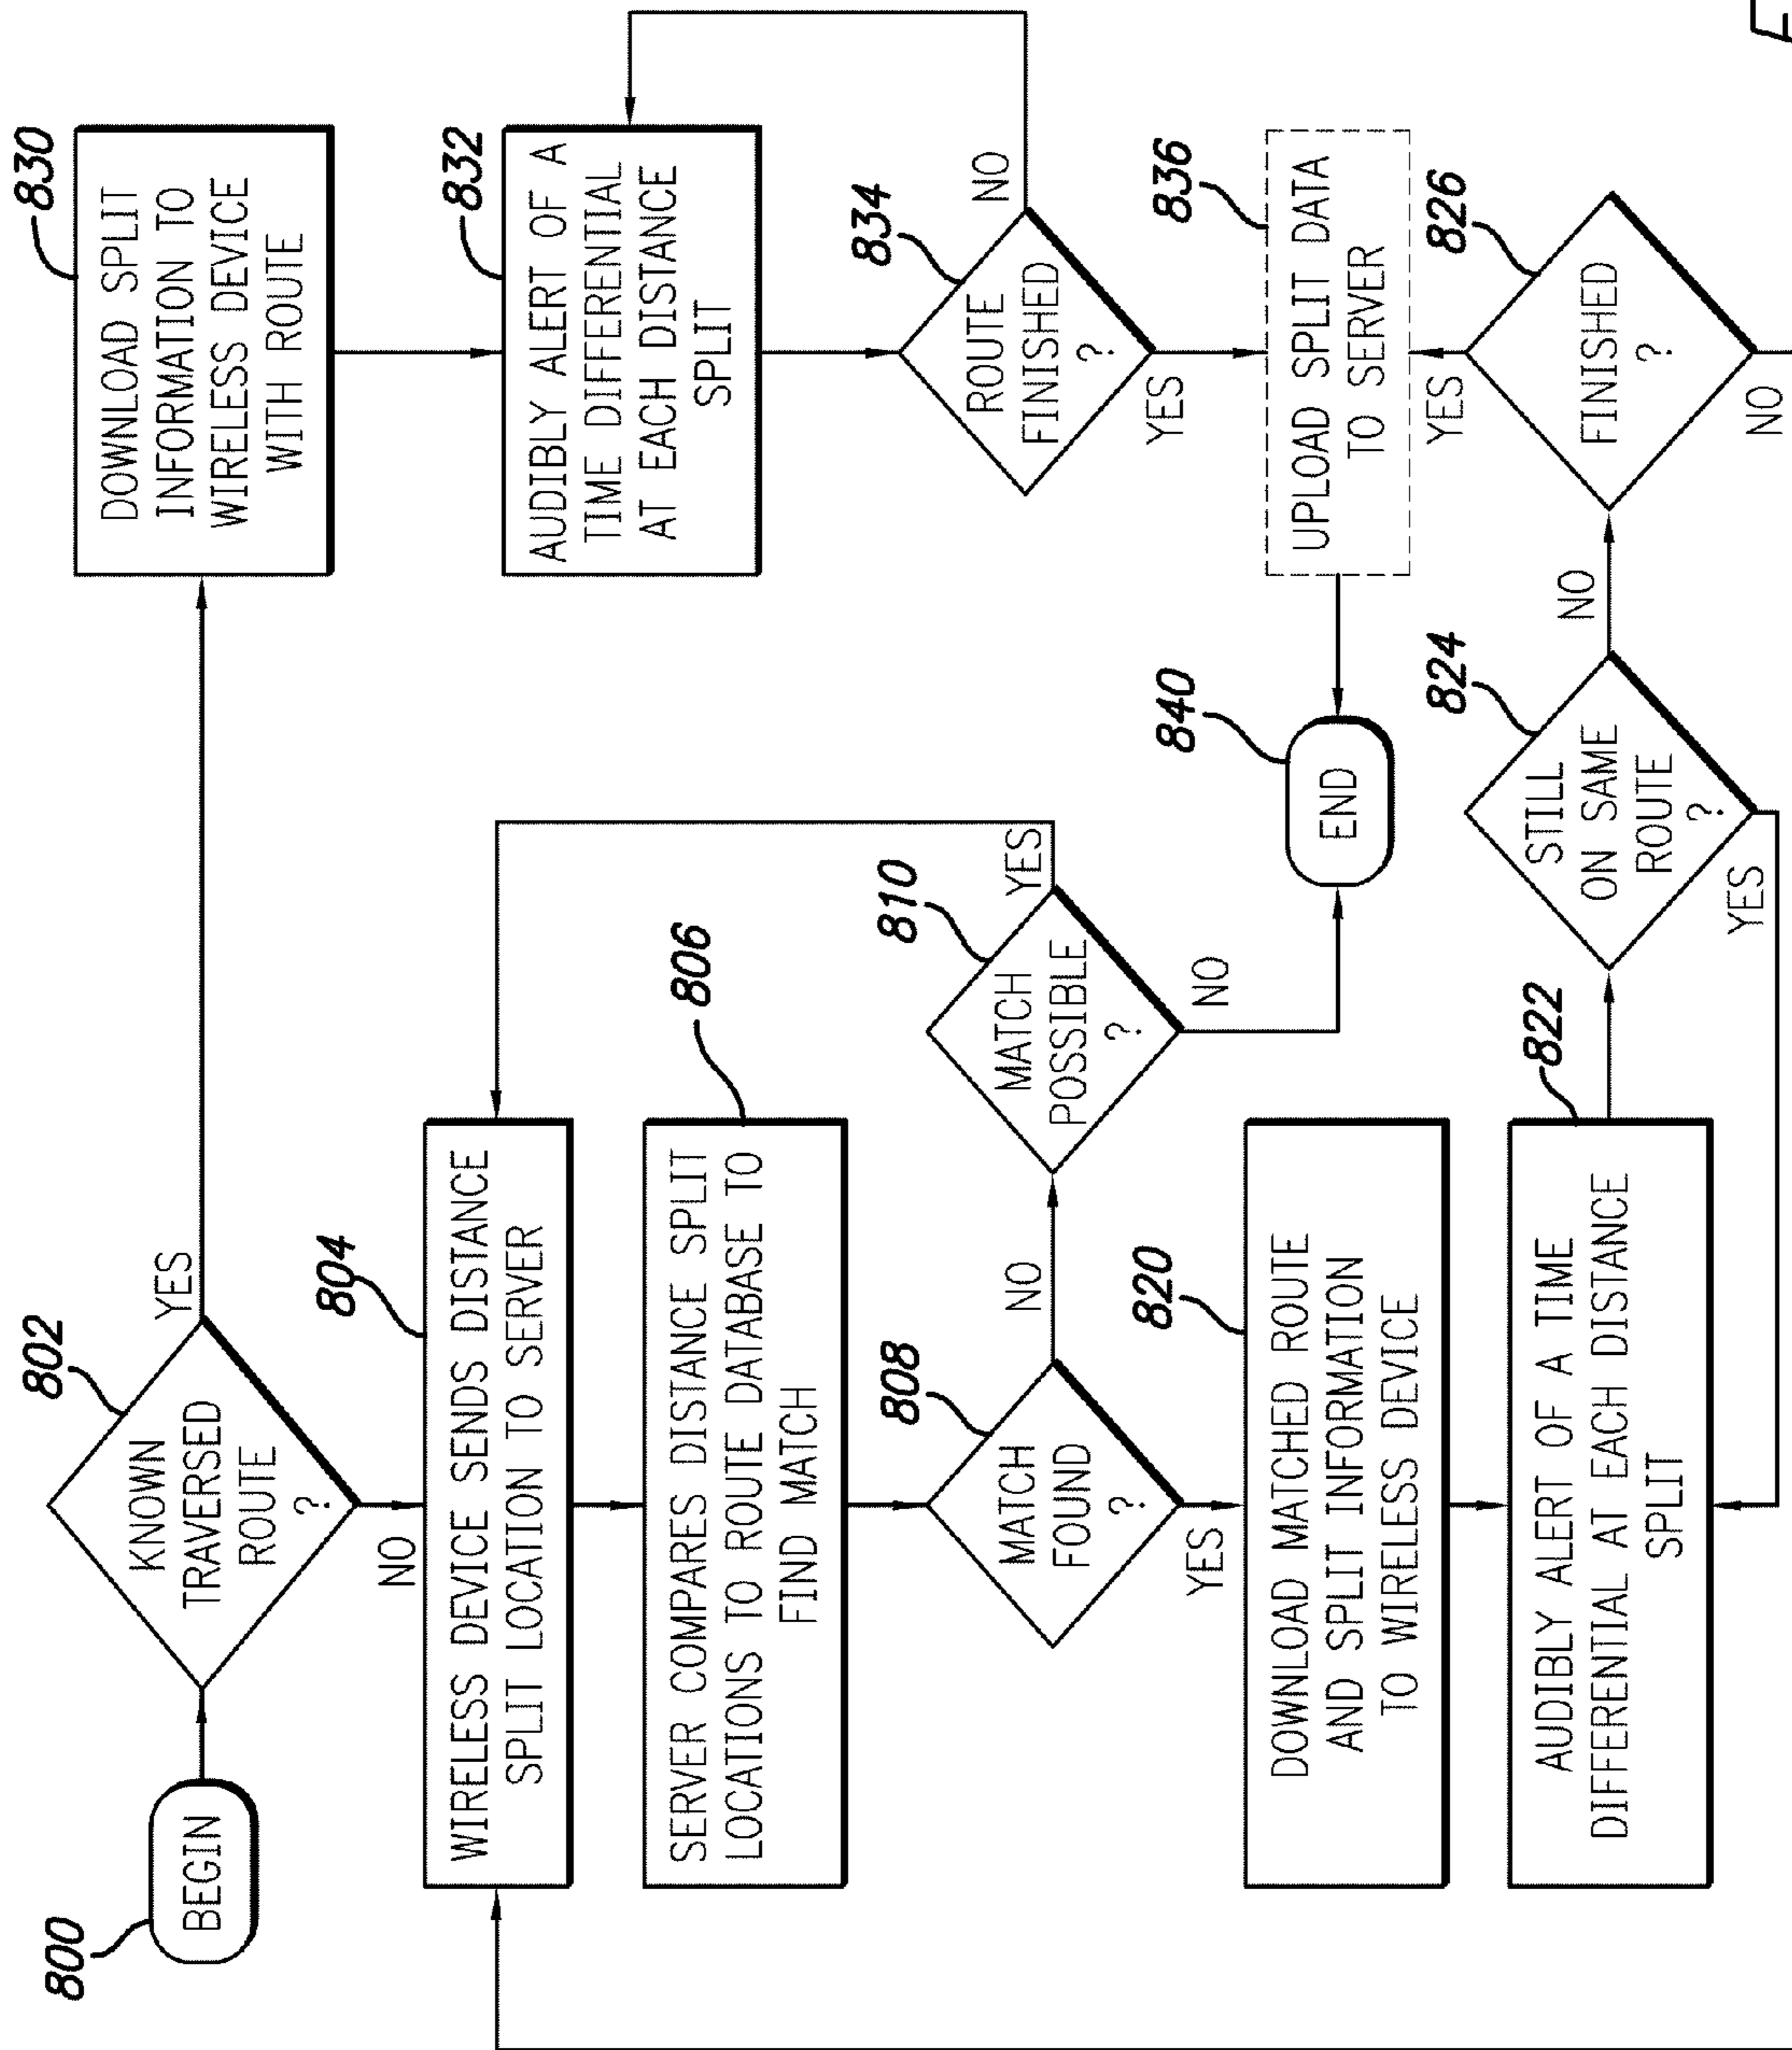 800
BEGIN
802
KNOWN
TRAVERSED
ROUTE
?
YES
NO
830
DOWNLOAD SPLIT
INFORMATION TO
WIRELESS DEVICE
WITH ROUTE
804
WIRELESS DEVICE SENDS DISTANCE
SPLIT LOCATION TO SERVER
806
SERVER COMPARES DISTANCE SPLIT
LOCATIONS TO ROUTE DATABASE TO
FIND MATCH
832
AUDIBLY ALERT OF A
TIME DIFFERENTIAL
AT EACH DISTANCE
SPLIT
808
MATCH
FOUND
?
NO
YES
810
MATCH
POSSIBLE
?
YES
NO
834
ROUTE
FINISHED
?
NO
YES
820
DOWNLOAD MATCHED ROUTE
AND SPLIT INFORMATION
TO WIRELESS DEVICE
840
END
836
UPLOAD SPLIT DATA
TO SERVER
822
AUDIBLY ALERT OF A TIME
DIFFERENTIAL AT EACH DISTANCE
SPLIT
824
STILL
ON SAME
ROUTE
?
NO
YES
826
FINISHED
?
YES
NO